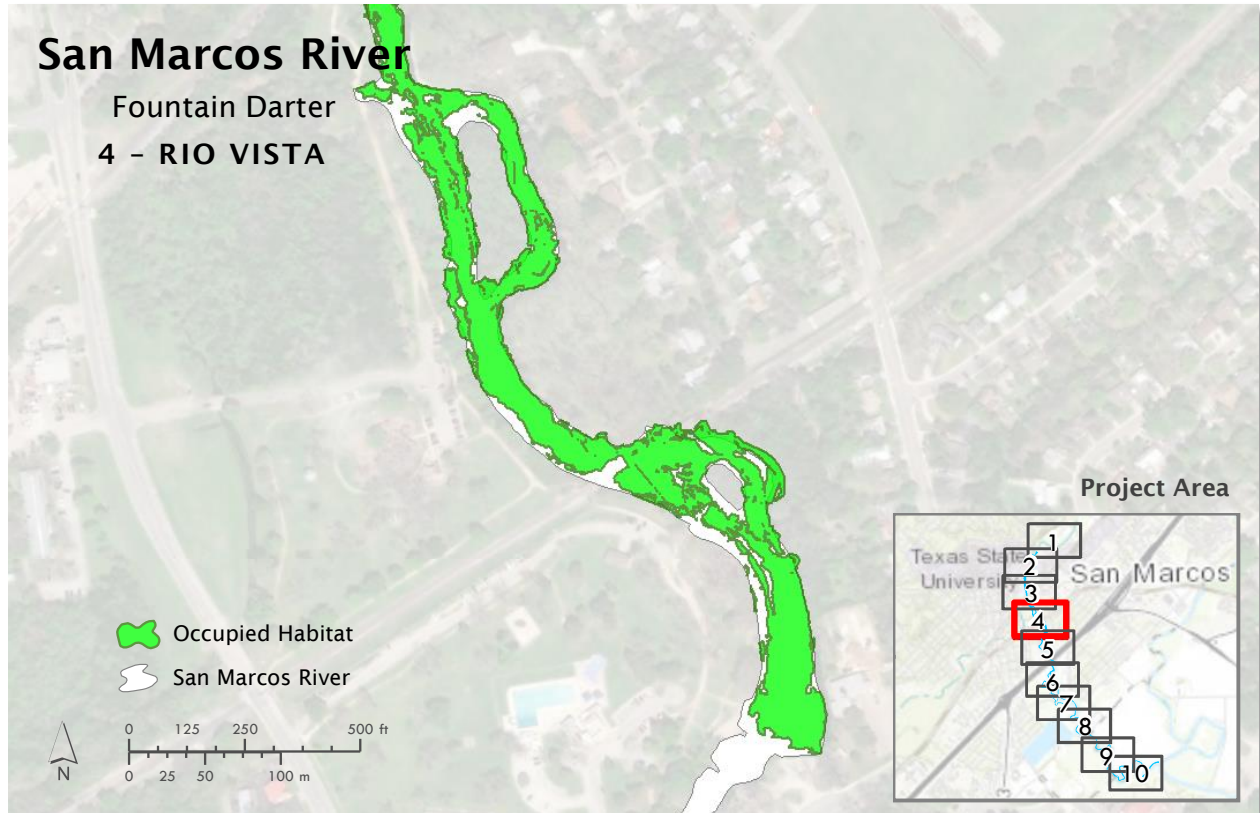 San Marcos River
Fountain Darter
4 – RIO VISTA
Occupied Habitat
San Marcos River
0 125 250 500 ft
0 25 50 100 m
N
Project Area
Texas State
University
San Marcos
1
2
3
4
5
6
7
8
9
10